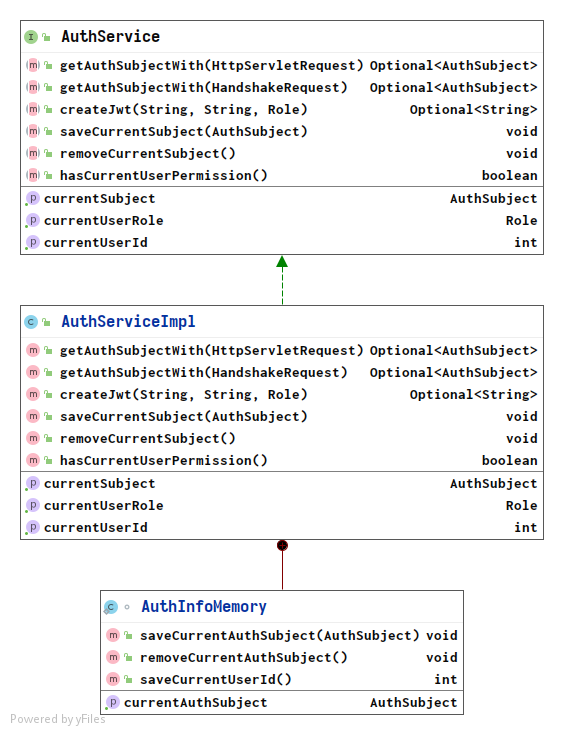 I AuthService
m getAuthSubjectWith(HttpServletRequest) Optional<AuthSubject>
m getAuthSubjectWith(HandshakeRequest) Optional<AuthSubject>
m createJwt(String, String, Role) Optional<String>
m saveCurrentSubject(AuthSubject) void
m removeCurrentSubject() void
m hasCurrentUserPermission() boolean
p currentSubject AuthSubject
p currentUserRole Role
p currentUserId int
C AuthServiceImpl
m getAuthSubjectWith(HttpServletRequest) Optional<AuthSubject>
m getAuthSubjectWith(HandshakeRequest) Optional<AuthSubject>
m createJwt(String, String, Role) Optional<String>
m saveCurrentSubject(AuthSubject) void
m removeCurrentSubject() void
m hasCurrentUserPermission() boolean
p currentSubject AuthSubject
p currentUserRole Role
p currentUserId int
C AuthInfoMemory
m saveCurrentAuthSubject(AuthSubject) void
m removeCurrentAuthSubject() void
m saveCurrentUserId() int
p currentAuthSubject AuthSubject
Powered by yFiles